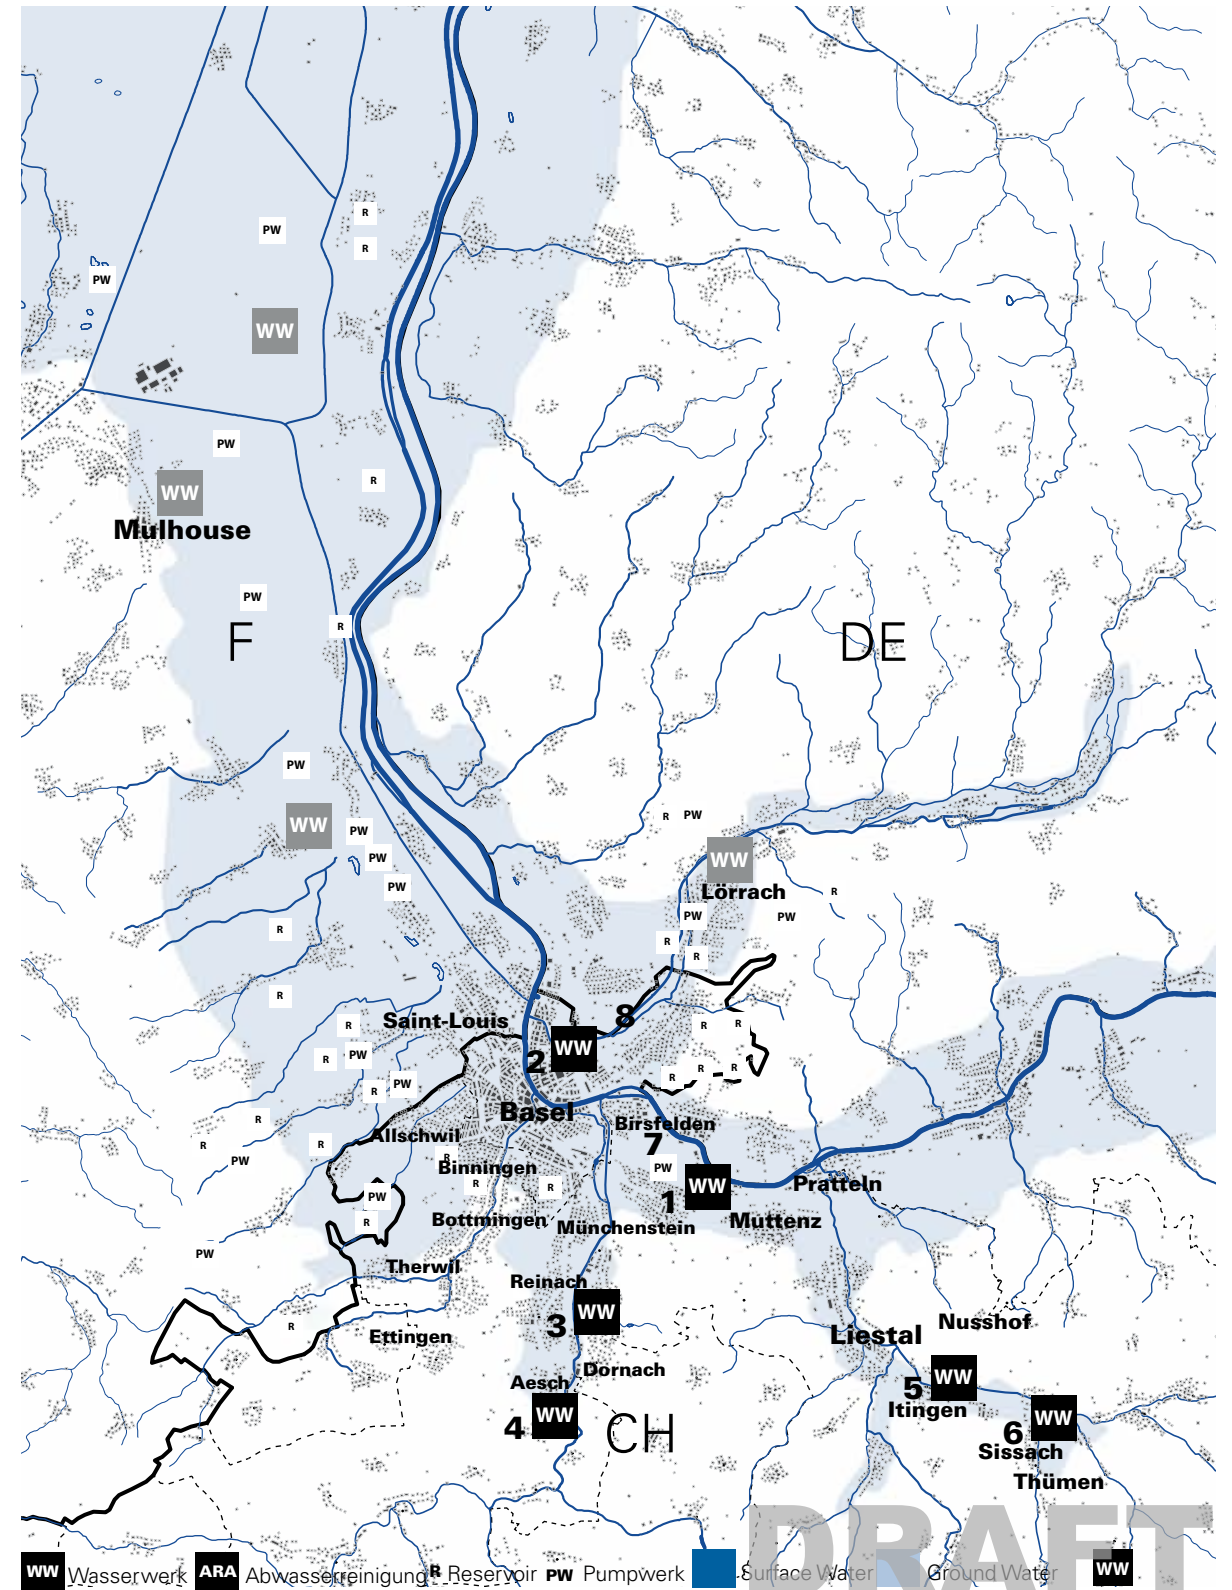 R
PW
R
PW
WW
PW
R
WW
Mulhouse
PW
R
F
DE
PW
R
PW
WW
PW
PW
WW
PW
Lörrach
R
PW
PW
R
R
R
R
8
Saint-Louis
R
R
R
WW
2
R
PW
R
R
R
R
PW
Basel
R
Birsfelden
Allschwil
7
R
R
R
Binningen
PW
PW
WW
R
R
Pratteln
PW
1
R
Bottmingen
Münchenstein
Muttenz
PW
Therwil
Reinach
WW
R
3
Nusshof
Ettingen
Liestal
Dornach
WW
Aesch
5
Itingen
WW
4
CH
WW
6
Sissach
Thümen
DRAFT
WW Wasserwerk ARA Abwasserreinigung R Reservoir PW Pumpwerk Surface Water Ground Water WW